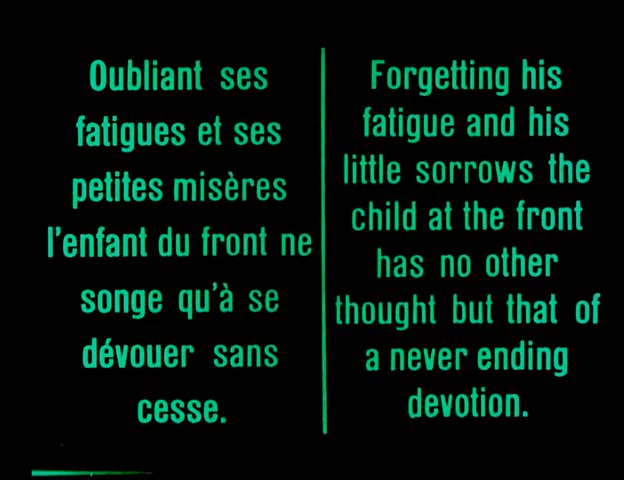 Oubliant ses
fatigues et ses
petites misères
l'enfant du front ne
songe qu'à se
dévouer sans
cesse.
Forgetting his
fatigue and his
little sorrows the
child at the front
has no other
thought but that of
a never ending
devotion.